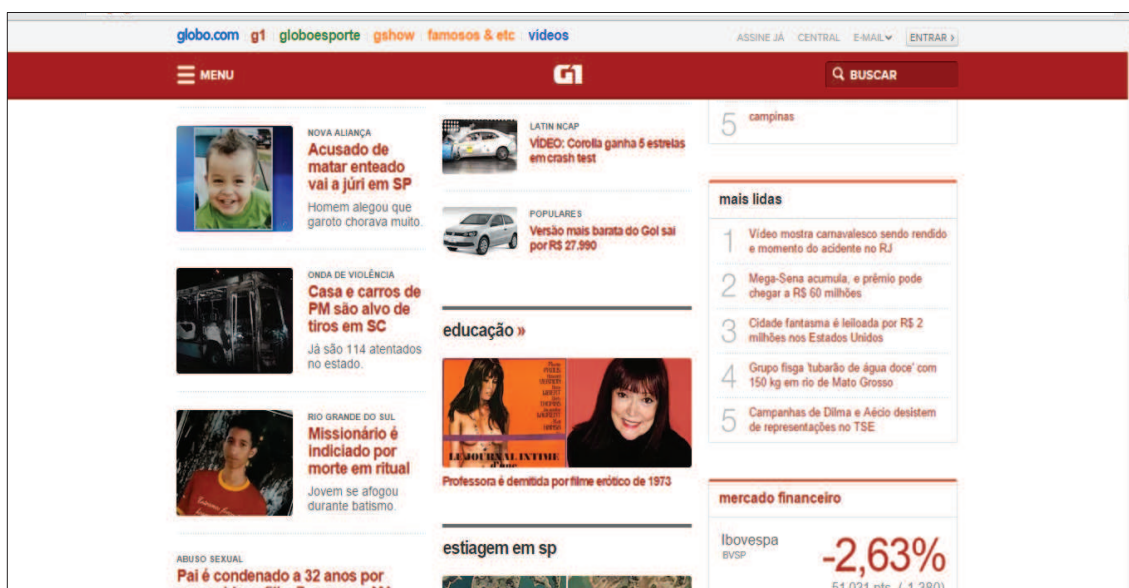 globo.com g1 globoesporte gshow famosos & etc vídeos
ASSINE JÁ CENTRAL E-MAIL ENTRAR ›
MENU
G1
BUSCAR
NOVA ALIANÇA
Acusado de
matar enteado
vai a júri em SP
Homem alegou que
garoto chorava muito.
ONDA DE VIOLÊNCIA
Casa e carros de
PM são alvo de
tiros em SC
Já são 114 atentados
no estado.
RIO GRANDE DO SUL
Missionário é
indiciado por
morte em ritual
Jovem se afogou
durante batismo.
ABUSO SEXUAL
Pai é condenado a 32 anos por
LATIN NCAP
VÍDEO: Corolla ganha 5 estrelas
em crash test
POPULARES
Versão mais barata do Gol sai
por R$ 27.990
educação »
LE JOURNAL INTIME
d'une
Professora é demitida por filme erótico de 1973
estiagem em sp
5 campinas
mais lidas
1 Vídeo mostra carnavalesco sendo rendido
e momento do acidente no RJ
2 Mega-Sena acumula, e prêmio pode
chegar a R$ 60 milhões
3 Cidade fantasma é leiloada por R$ 2
milhões nos Estados Unidos
4 Grupo fisga 'tubarão de água doce' com
150 kg em rio de Mato Grosso
5 Campanhas de Dilma e Aécio desistem
de representações no TSE
mercado financeiro
Ibovespa
BVSP
-2,63%